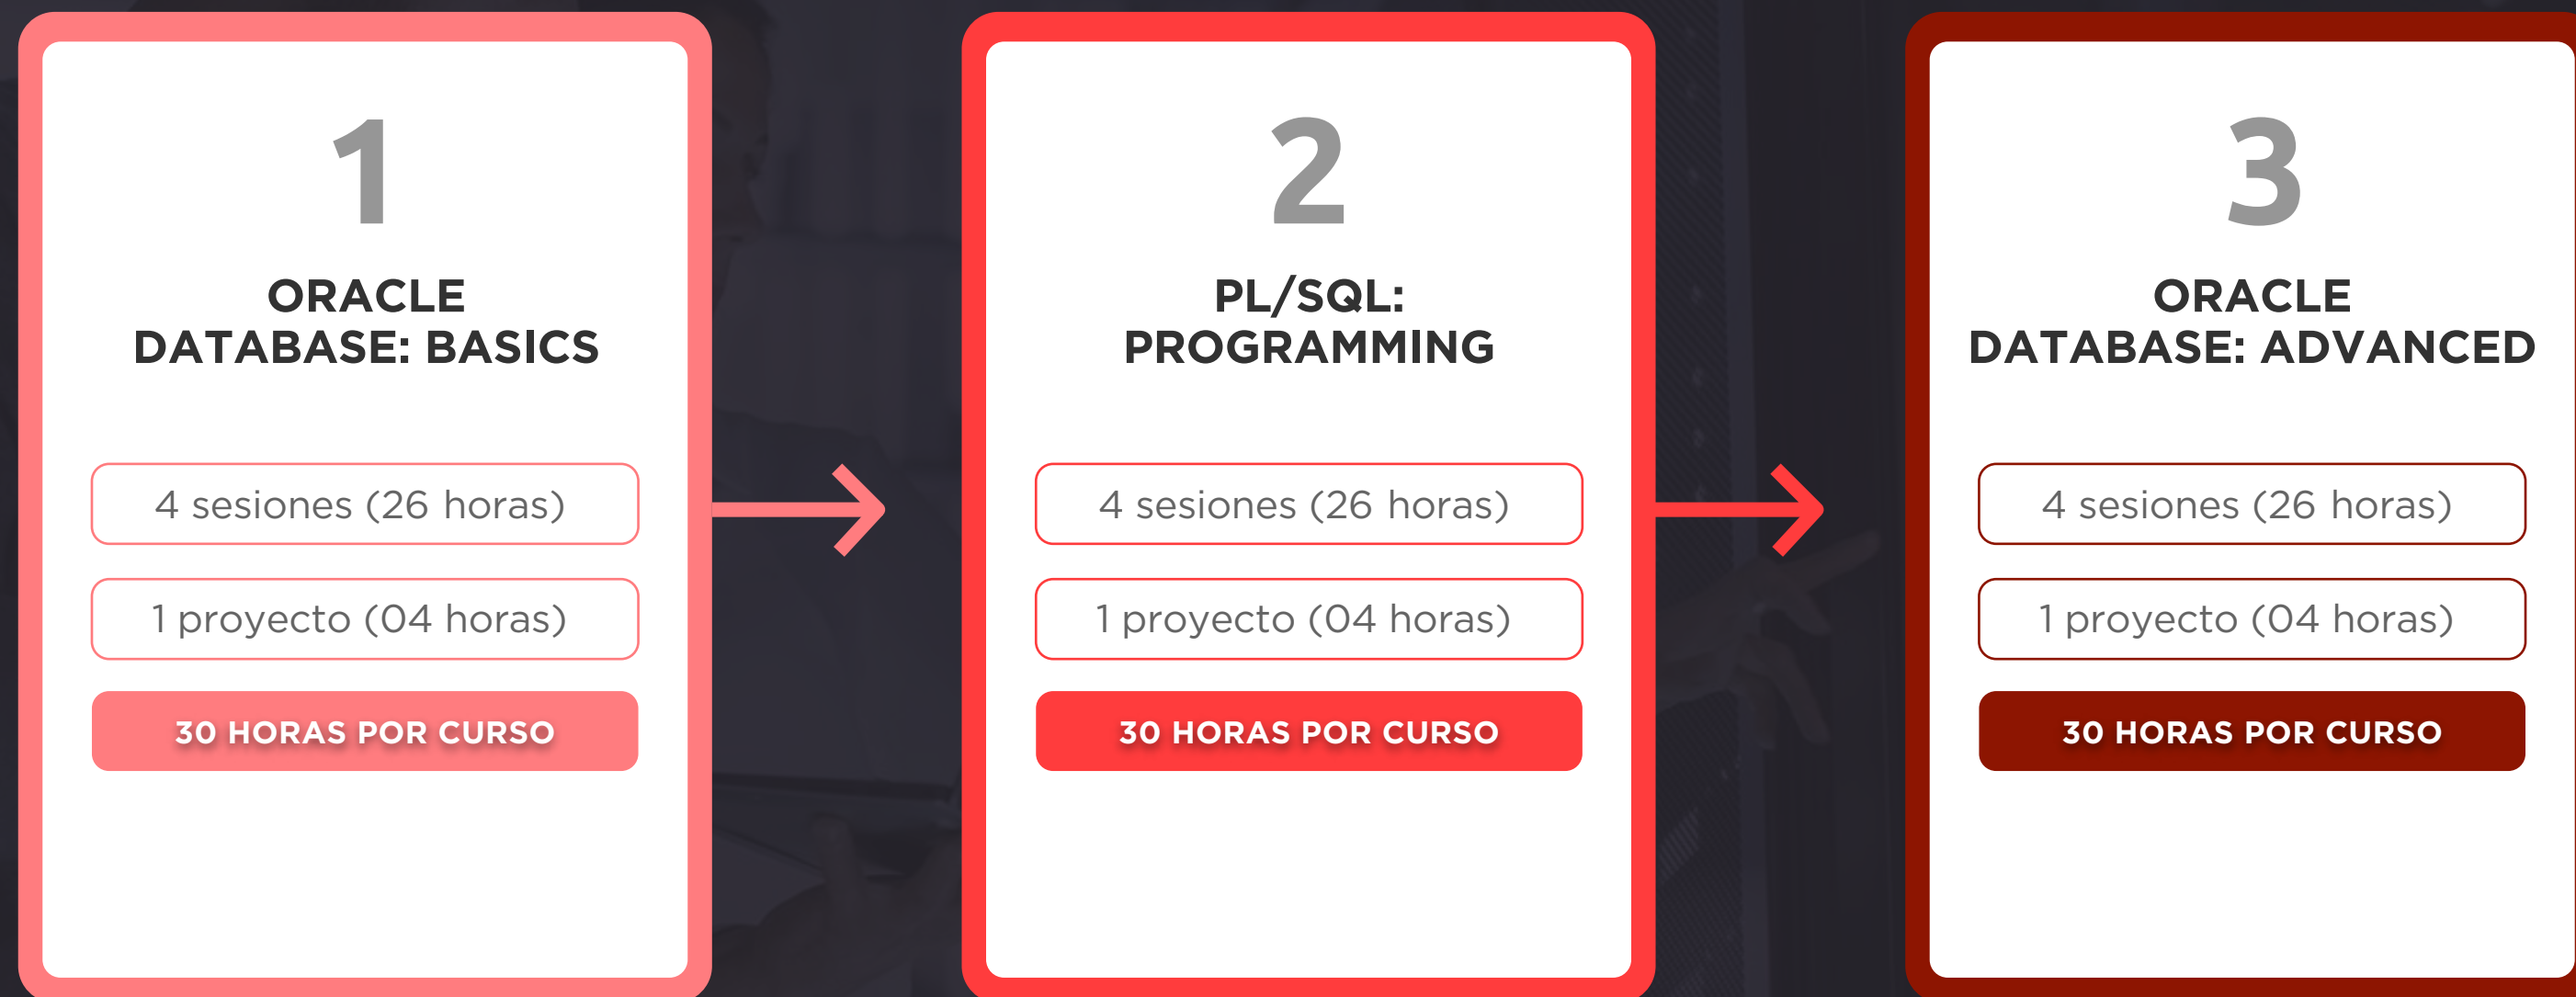 1
ORACLE
DATABASE: BASICS
4 sesiones (26 horas)
1 proyecto (04 horas)
30 HORAS POR CURSO
2
PL/SQL:
PROGRAMMING
4 sesiones (26 horas)
1 proyecto (04 horas)
30 HORAS POR CURSO
3
ORACLE
DATABASE: ADVANCED
4 sesiones (26 horas)
1 proyecto (04 horas)
30 HORAS POR CURSO